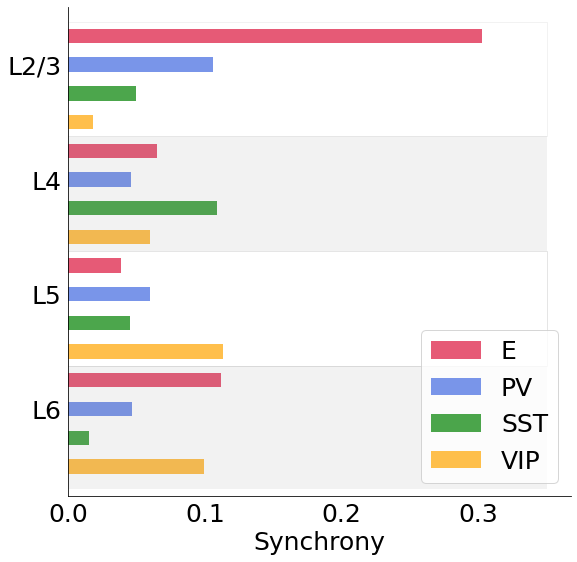 L2/3
L4
L5
L6
E
PV
SST
VIP
0.0 0.1 0.2 0.3
Synchrony